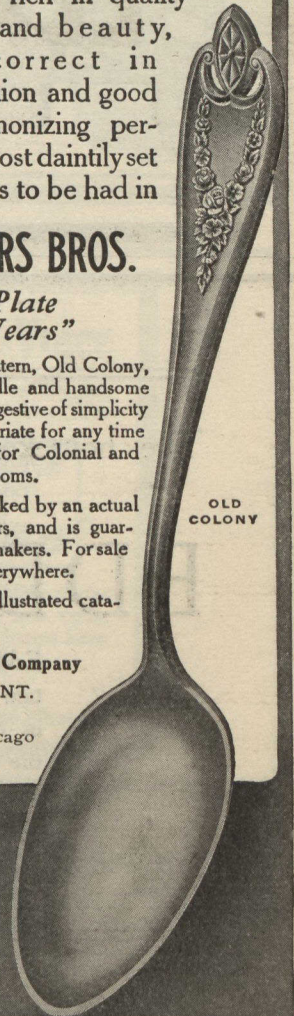 rich in quality
and beauty,
correct in
ion and good
monizing per-
ost daintily set
s to be had in
RS BROS.
Plate
Years"
tern, Old Colony,
lle and handsome
gestive of simplicity
riate for any time
for Colonial and
oms.
ked by an actual
rs, and is guar-
nakers. For sale
erywhere.
llustrated cata-
Company
NT.
cago
OLD
COLONY